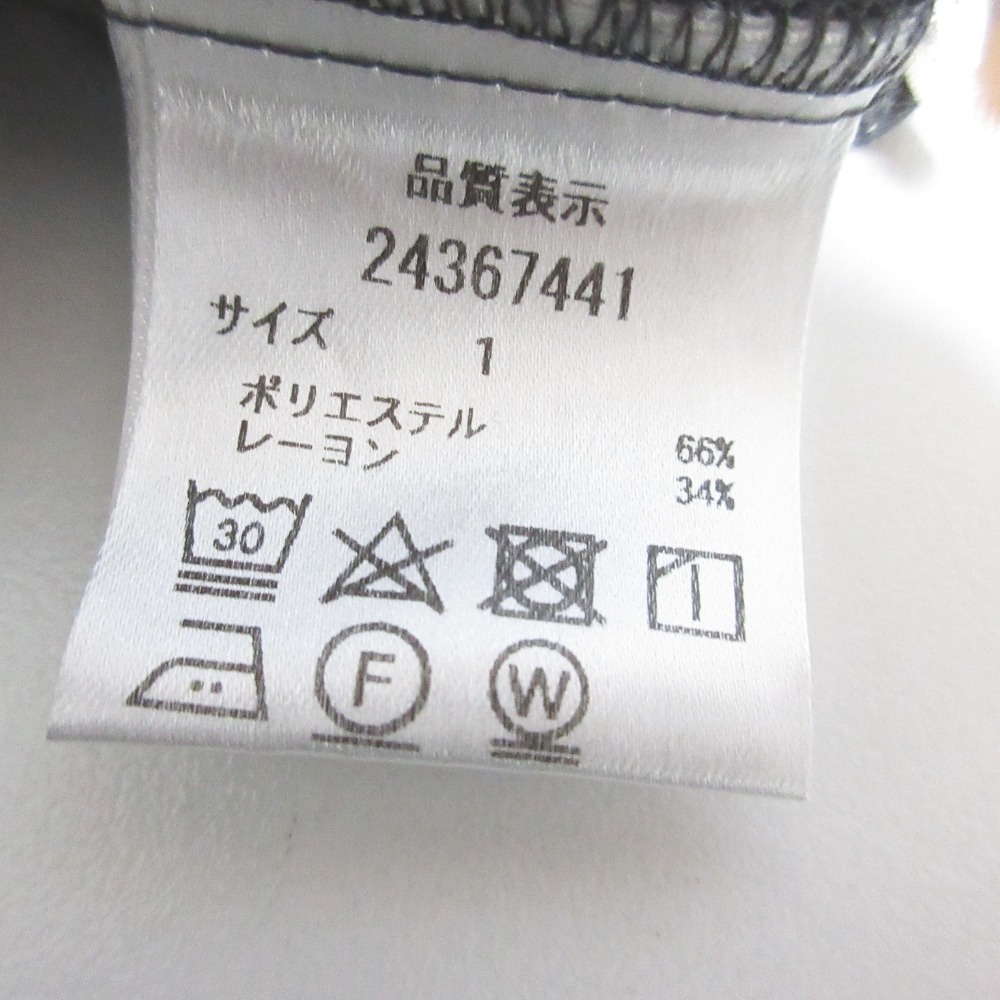 品質表示
24367441
サイズ 1
ポリエステル 66%
レーヨン 34%
30
F W